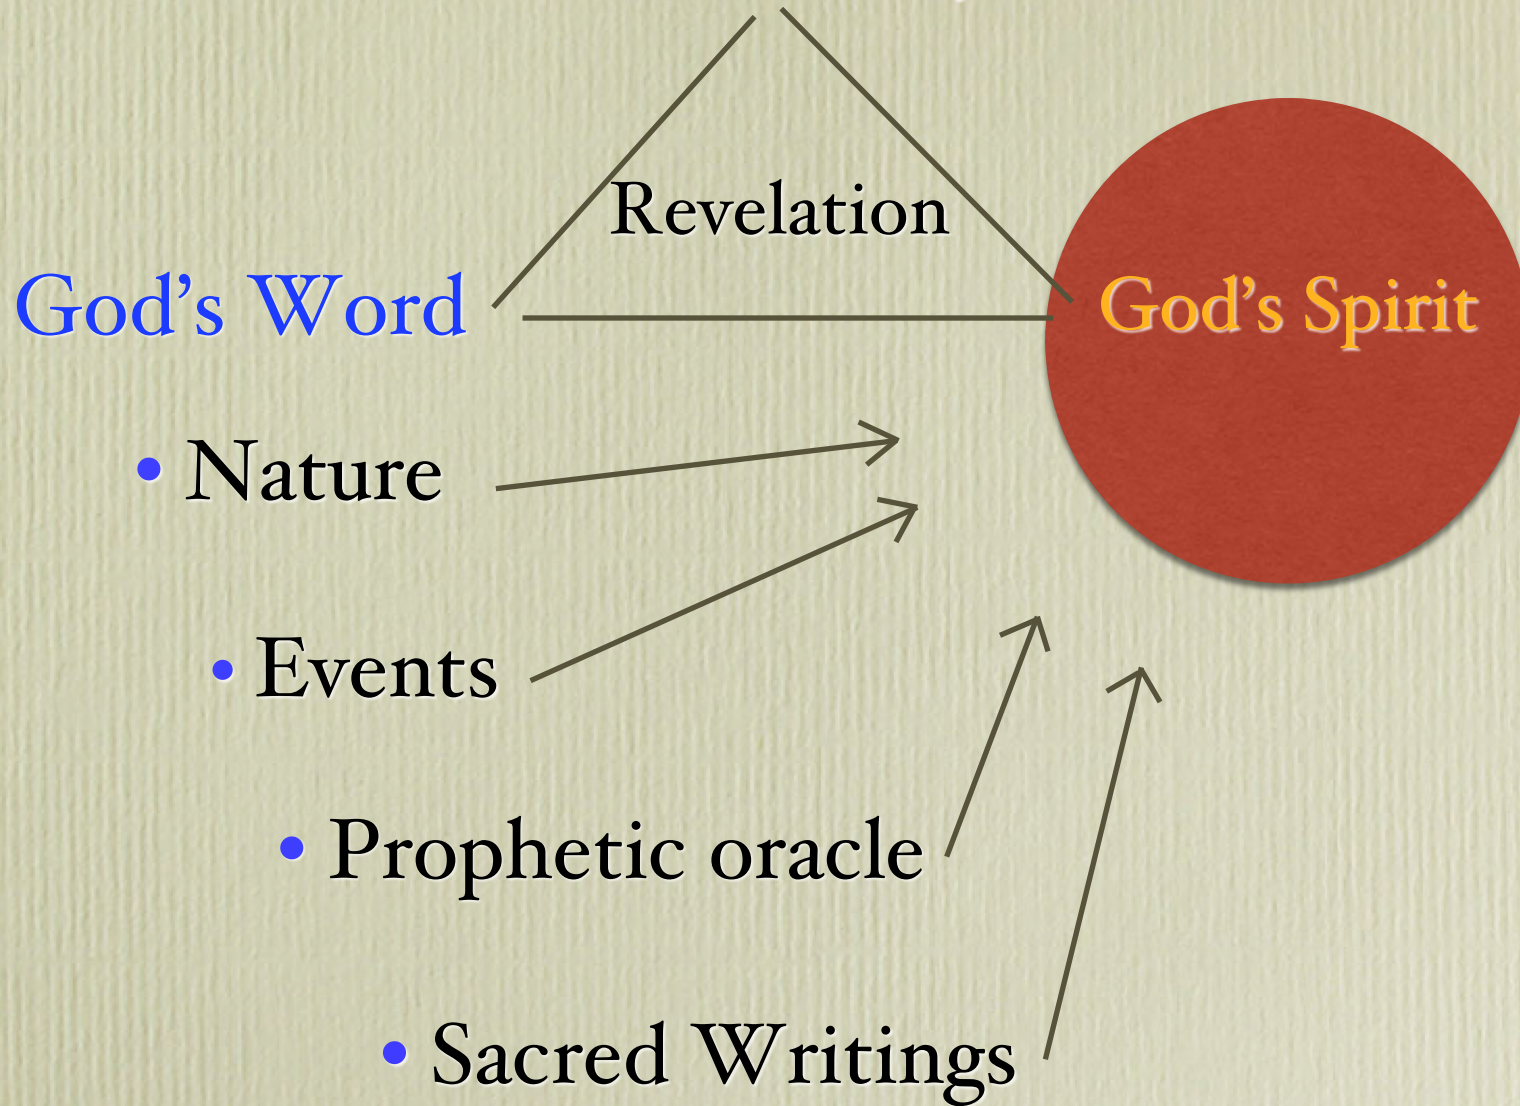 Revelation
God’s Word
God’s Spirit
• Nature
• Events
• Prophetic oracle
• Sacred Writings